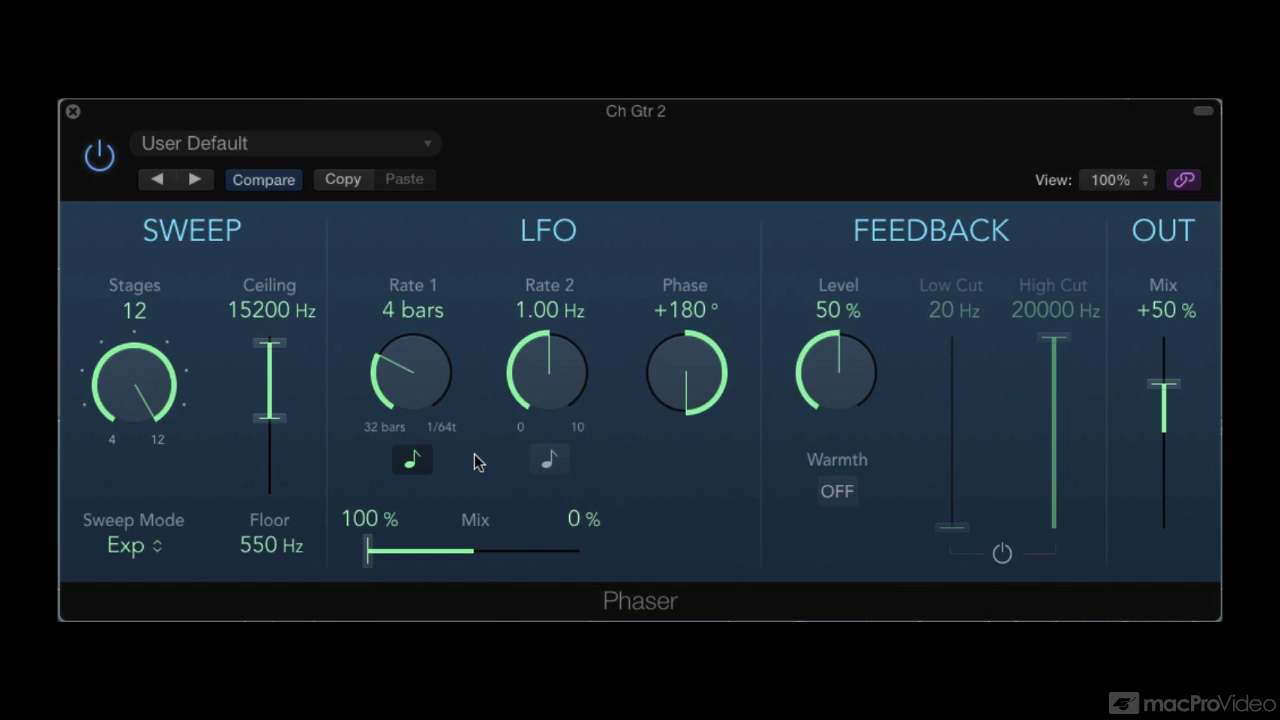 Ch Gtr 2
User Default
Compare Copy Paste View: 100%
SWEEP LFO FEEDBACK OUT
Stages Ceiling Rate 1 Rate 2 Phase Level Low Cut High Cut Mix
12 15200 Hz 4 bars 1.00 Hz +180 ° 50 % 20 Hz 20000 Hz +50 %
4 12 32 bars 1/64t 0 10
Warmth
OFF
Sweep Mode Floor 100 % Mix 0 %
Exp 550 Hz
Phaser
macProVideo